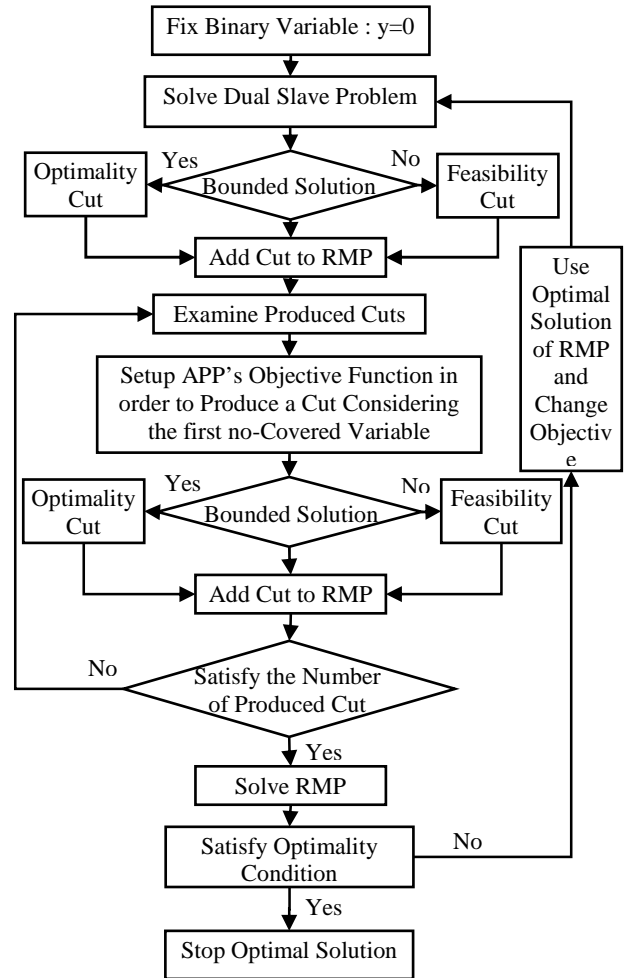 Fix Binary Variable : y=0
Solve Dual Slave Problem
Yes
No
Optimality
Cut
Bounded Solution
Feasibility
Cut
Add Cut to RMP
Examine Produced Cuts
Use
Optimal
Solution
of RMP
and
Change
Objectiv
e
Setup APP's Objective Function in
order to Produce a Cut Considering
the first no-Covered Variable
Yes
No
Optimality
Cut
Bounded Solution
Feasibility
Cut
Add Cut to RMP
No
Satisfy the Number
of Produced Cut
Yes
Solve RMP
Satisfy Optimality
Condition
No
Yes
Stop Optimal Solution